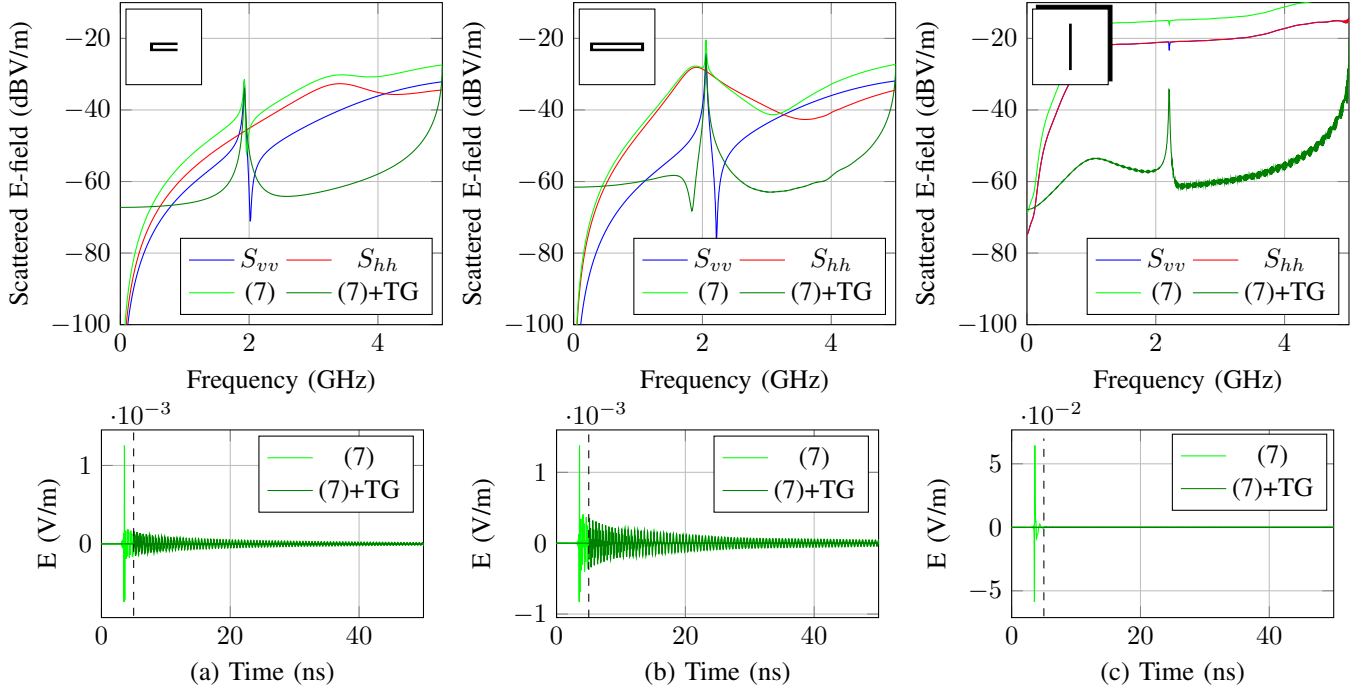 −20
−40
−60
−80
−100
0 2 4
Scattered E-field (dBV/m)
Frequency (GHz)
S_vv S_hh
(7) (7)+TG
−20
−40
−60
−80
−100
0 2 4
Scattered E-field (dBV/m)
Frequency (GHz)
S_vv S_hh
(7) (7)+TG
−20
−40
−60
−80
−100
0 2 4
Scattered E-field (dBV/m)
Frequency (GHz)
S_vv S_hh
(7) (7)+TG
·10⁻³
1
0
0 20 40
E (V/m)
(7)
(7)+TG
(a) Time (ns)
·10⁻³
1
0
−1
0 20 40
E (V/m)
(7)
(7)+TG
(b) Time (ns)
·10⁻²
5
0
−5
0 20 40
E (V/m)
(7)
(7)+TG
(c) Time (ns)